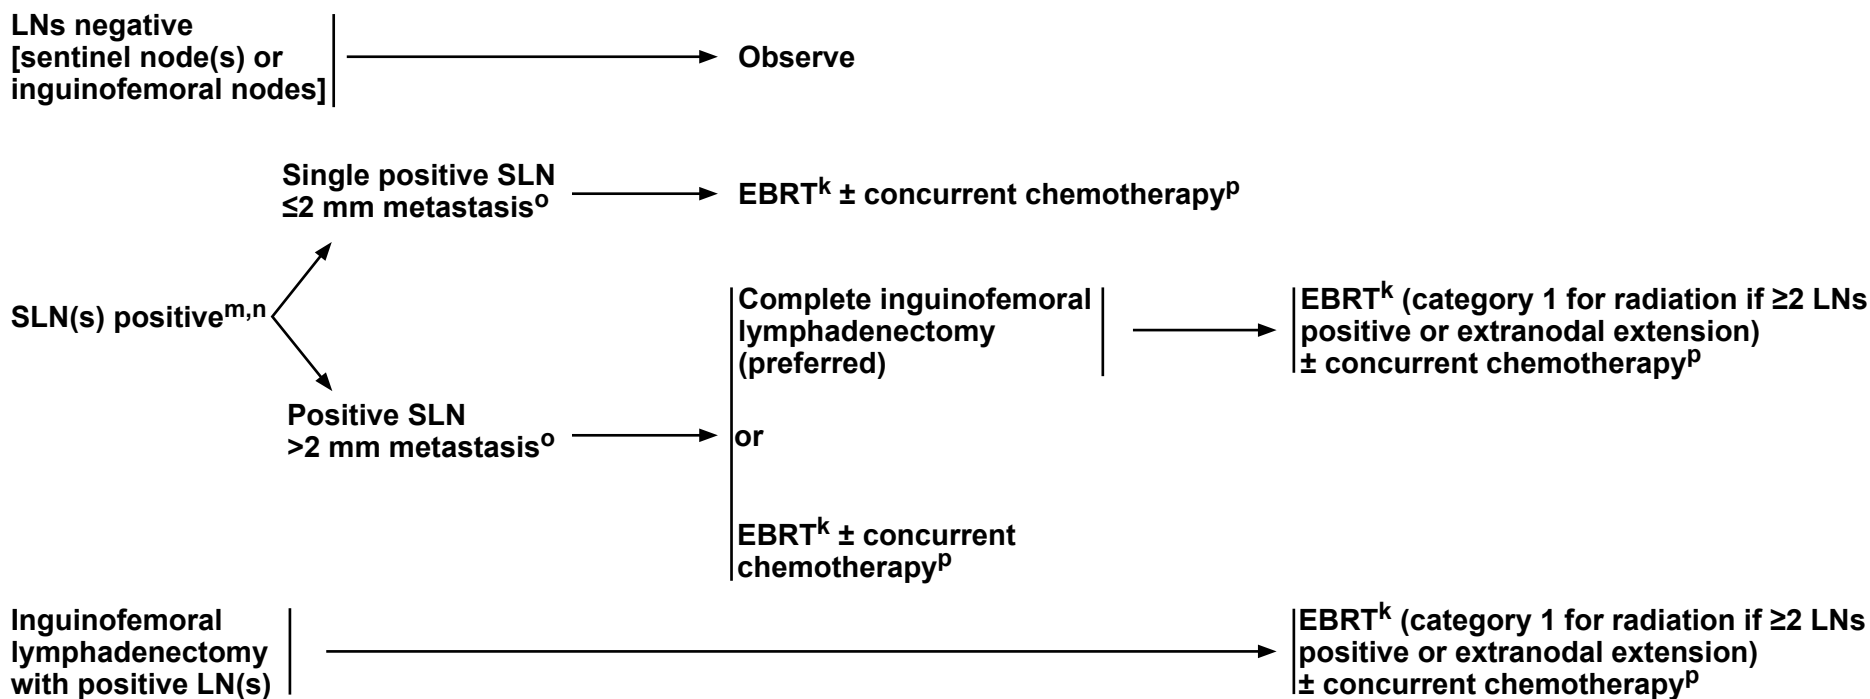 LNs negative
[sentinel node(s) or
inguinofemoral nodes]
Observe
Single positive SLN
≤2 mm metastasisᵒ
EBRTᵏ ± concurrent chemotherapyᵖ
SLN(s) positiveᵐ,ⁿ
Positive SLN
>2 mm metastasisᵒ
Complete inguinofemoral
lymphadenectomy
(preferred)
or
EBRTᵏ ± concurrent
chemotherapyᵖ
EBRTᵏ (category 1 for radiation if ≥2 LNs
positive or extranodal extension)
± concurrent chemotherapyᵖ
Inguinofemoral
lymphadenectomy
with positive LN(s)
EBRTᵏ (category 1 for radiation if ≥2 LNs
positive or extranodal extension)
± concurrent chemotherapyᵖ